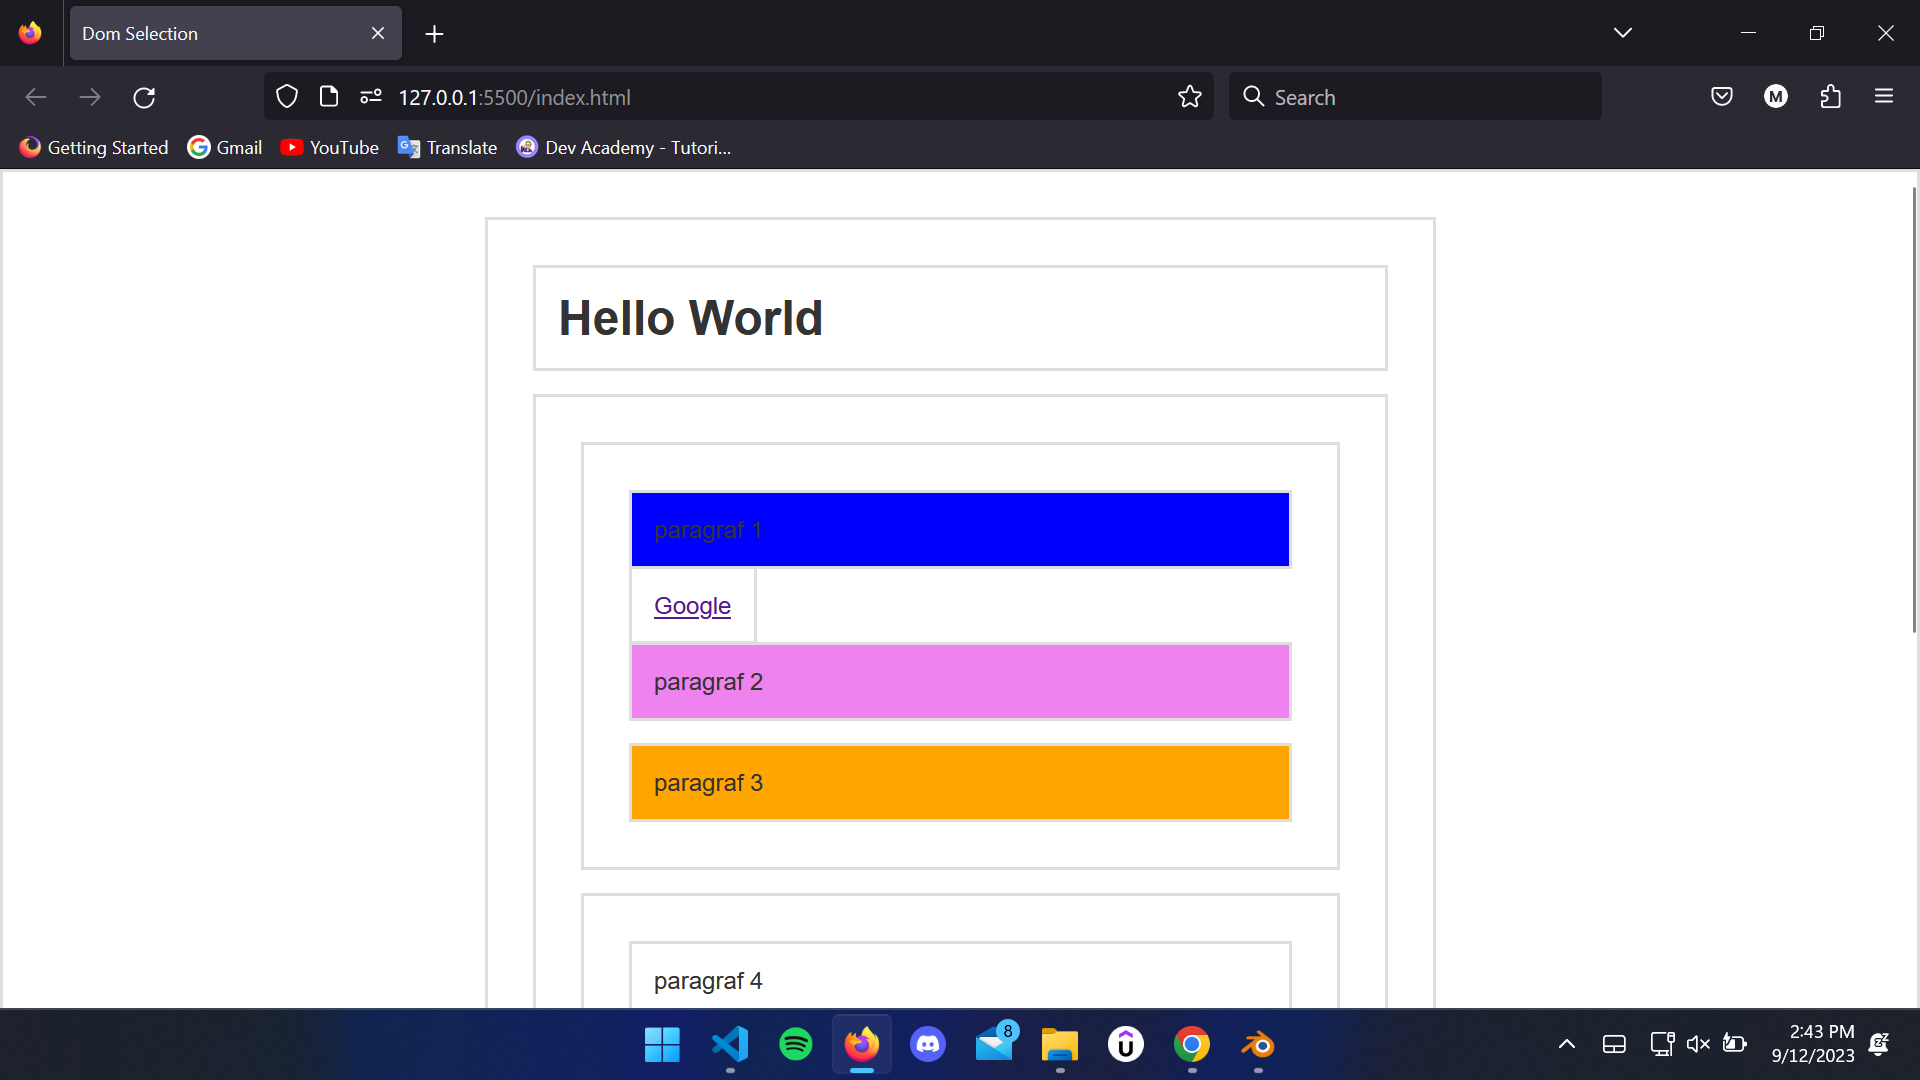 Dom Selection
127.0.0.1:5500/index.html
Search
M
Getting Started
Gmail
YouTube
Translate
Dev Academy - Tutori...
Hello World
paragraf 1
Google
paragraf 2
paragraf 3
paragraf 4
8
2:43 PM
9/12/2023